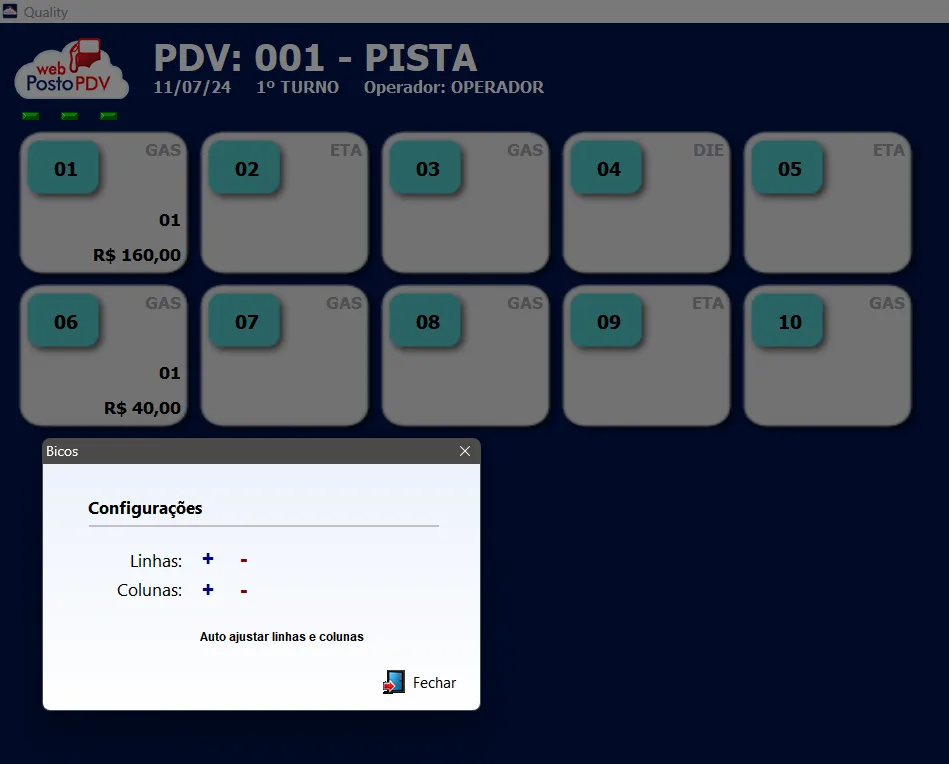 Quality
web
PostoPDV
PDV: 001 - PISTA
11/07/24 1º TURNO Operador: OPERADOR
01 GAS 02 ETA 03 GAS 04 DIE 05 ETA
01
R$ 160,00
06 GAS 07 GAS 08 GAS 09 ETA 10 GAS
01
R$ 40,00
Bicos
Configurações
Linhas: + -
Colunas: + -
Auto ajustar linhas e colunas
Fechar